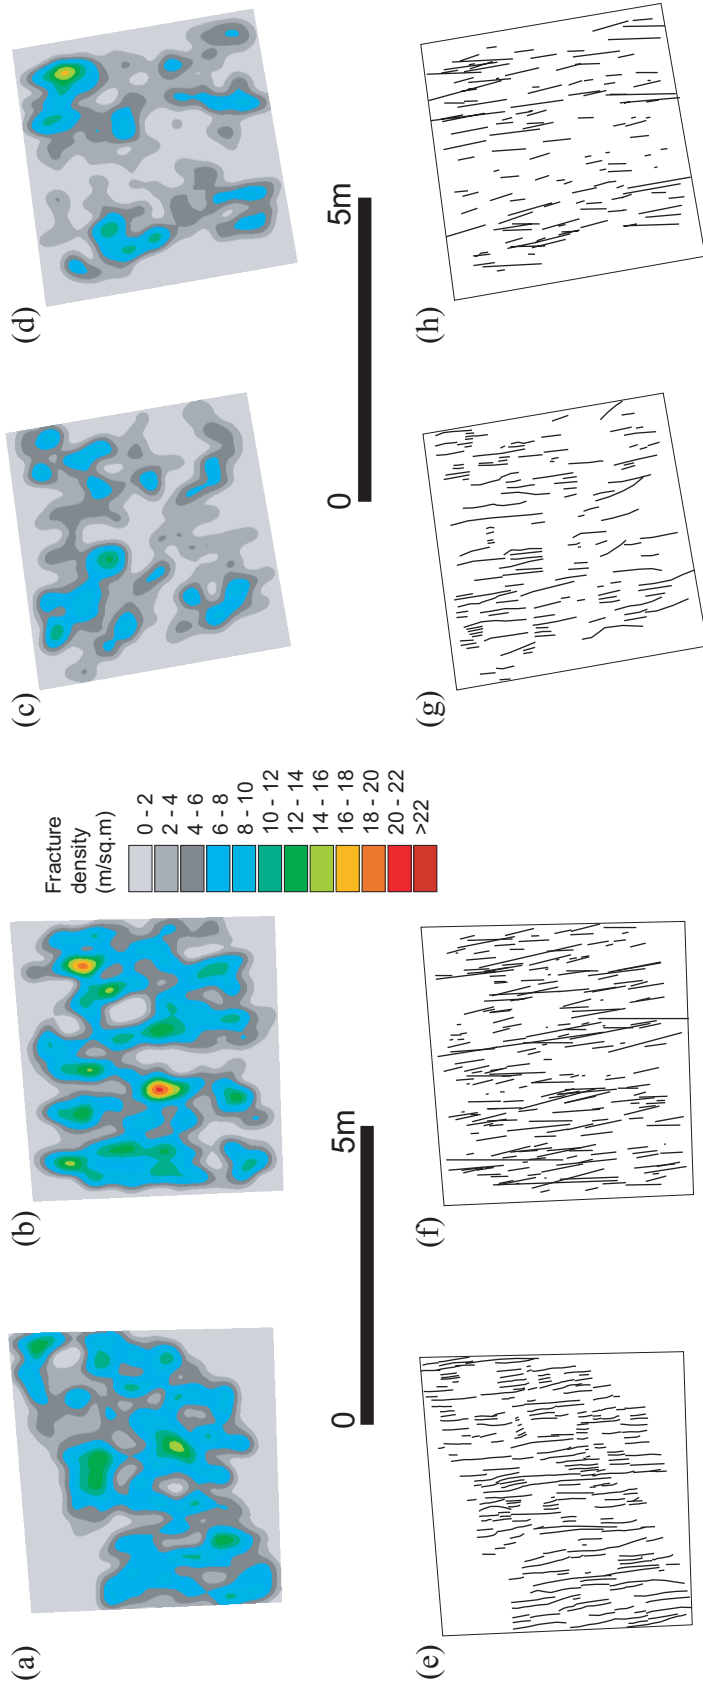 (a)
(b)
Fracture
density
(m/sq.m)
0 - 2
2 - 4
4 - 6
6 - 8
8 - 10
10 - 12
12 - 14
14 - 16
16 - 18
18 - 20
20 - 22
>22
(c)
(d)
0
5m
0
5m
(e)
(f)
(g)
(h)